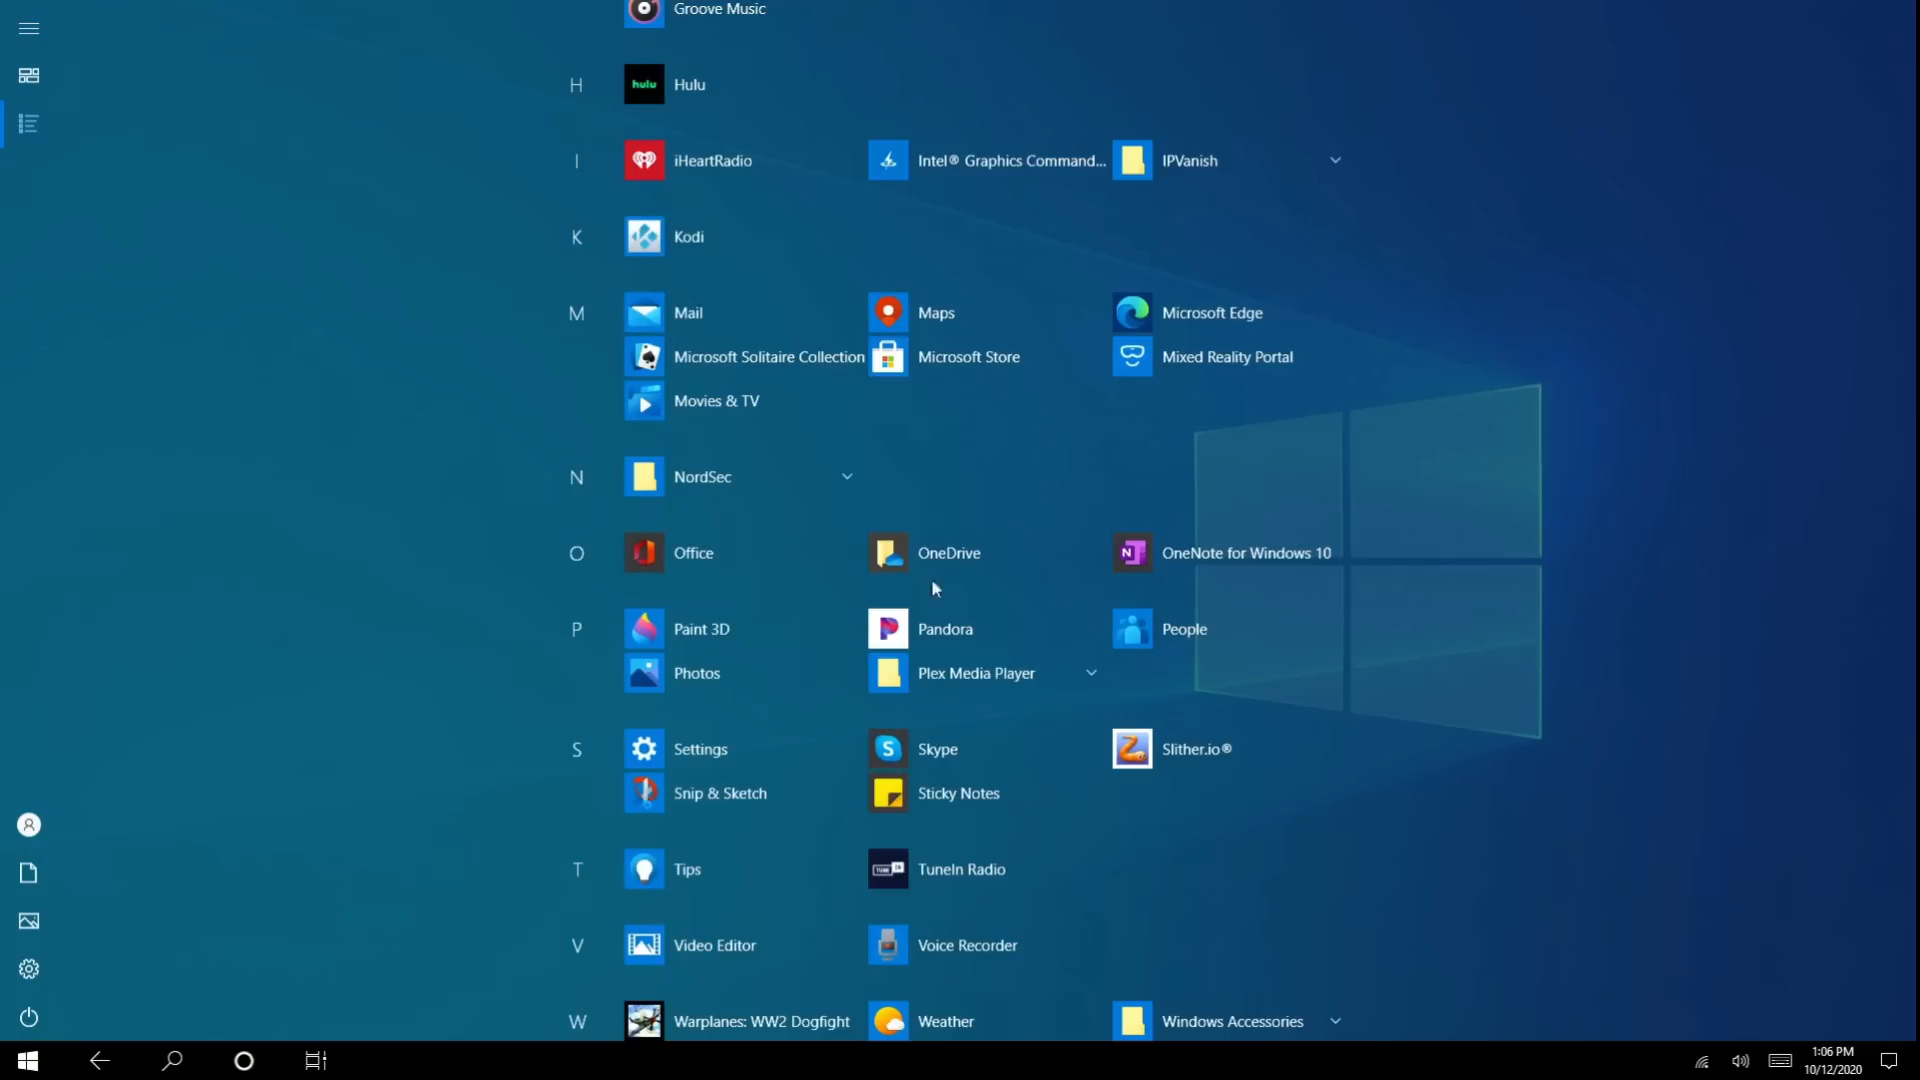 Groove Music
H
hulu
Hulu
I
iHeartRadio
Intel® Graphics Command...
IPVanish
K
Kodi
M
Mail
Maps
Microsoft Edge
Microsoft Solitaire Collection
Microsoft Store
Mixed Reality Portal
Movies & TV
N
NordSec
O
Office
OneDrive
N
OneNote for Windows 10
P
Paint 3D
Pandora
People
Photos
Plex Media Player
S
Settings
S
Skype
Slither.io®
Snip & Sketch
Sticky Notes
T
Tips
TUNE IN
TuneIn Radio
V
Video Editor
Voice Recorder
W
Warplanes: WW2 Dogfight
Weather
Windows Accessories
1:06 PM
10/12/2020